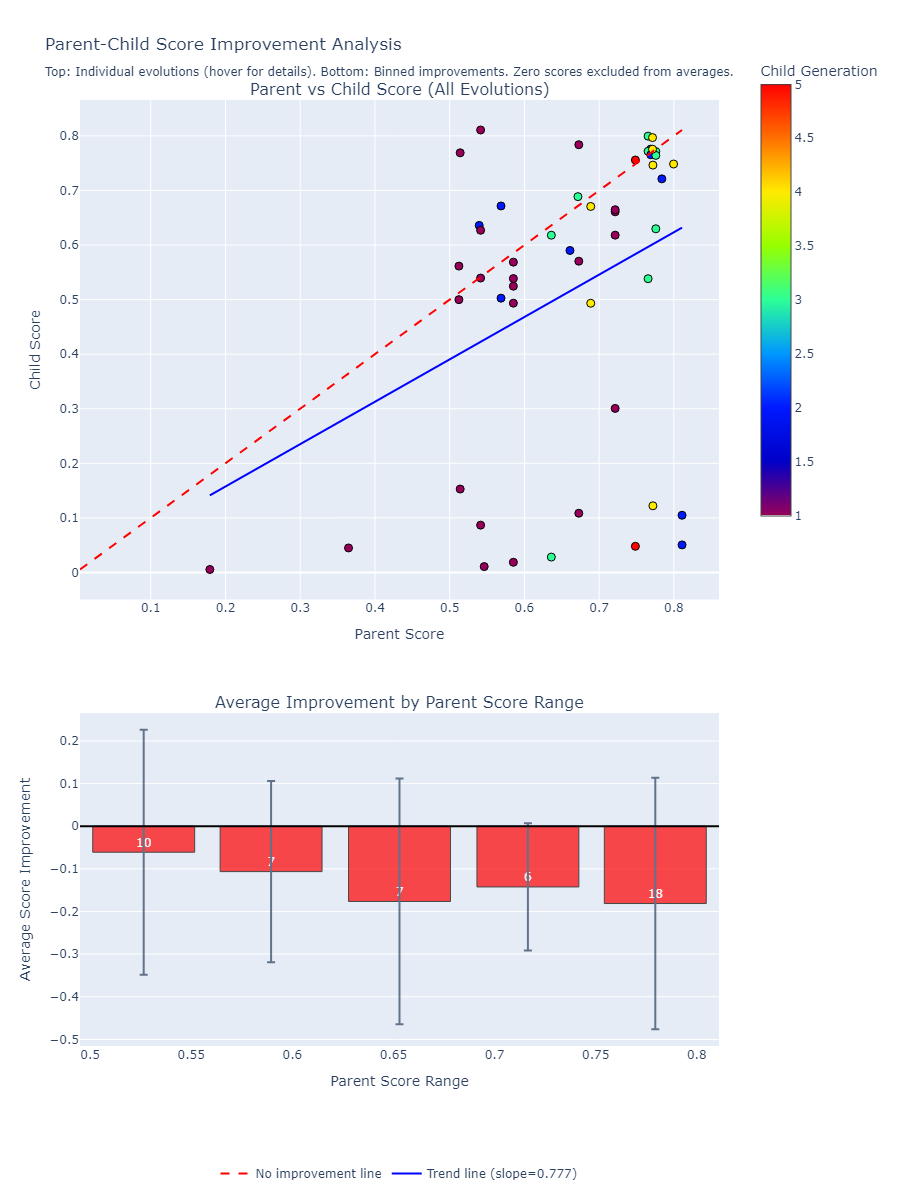 Parent-Child Score Improvement Analysis
Top: Individual evolutions (hover for details). Bottom: Binned improvements. Zero scores excluded from averages.
Parent vs Child Score (All Evolutions)
Child Generation
5
4.5
4
3.5
3
2.5
2
1.5
1
Child Score
0.8
0.7
0.6
0.5
0.4
0.3
0.2
0.1
0
0.1 0.2 0.3 0.4 0.5 0.6 0.7 0.8
Parent Score
Average Improvement by Parent Score Range
Average Score Improvement
0.2
0.1
0
−0.1
−0.2
−0.3
−0.4
−0.5
10
7
7
6
18
0.5 0.55 0.6 0.65 0.7 0.75 0.8
Parent Score Range
No improvement line
Trend line (slope=0.777)